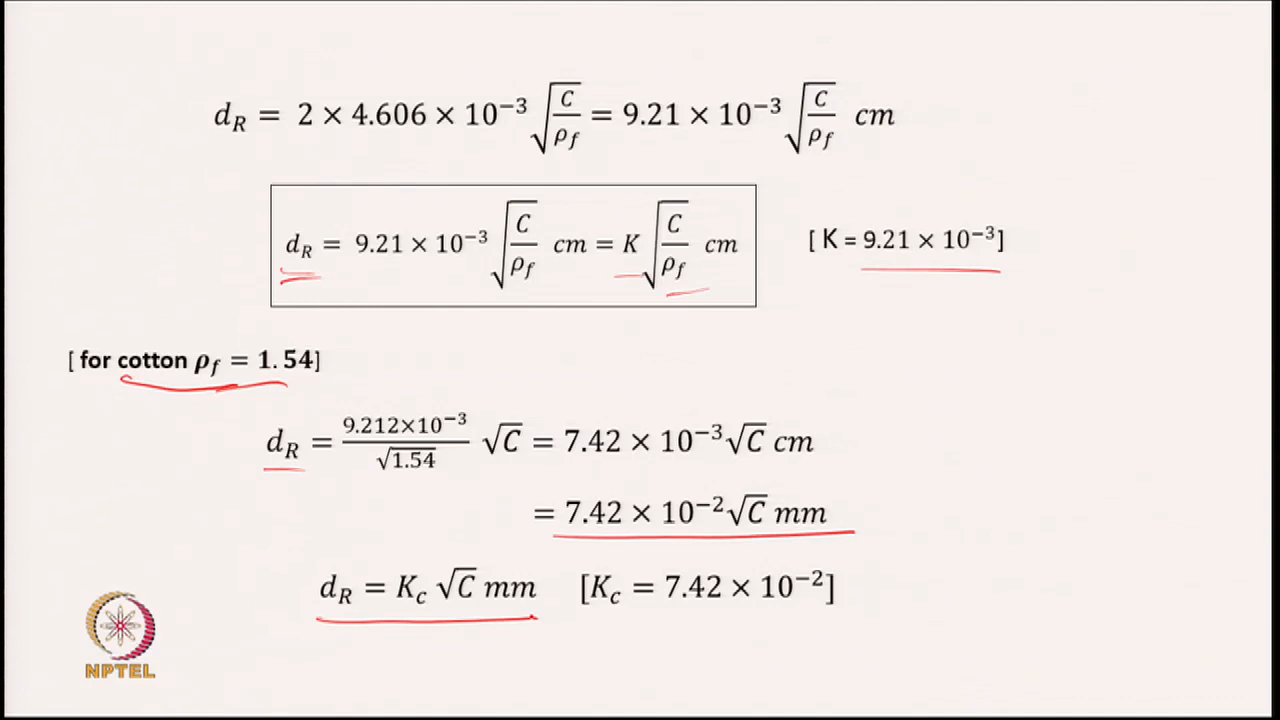 d_R = 2 × 4.606 × 10⁻³ √(C/ρ_f) = 9.21 × 10⁻³ √(C/ρ_f) cm
d_R = 9.21 × 10⁻³ √(C/ρ_f) cm = K √(C/ρ_f) cm [ K = 9.21 × 10⁻³]
[ for cotton ρ_f = 1.54]
d_R = (9.212×10⁻³)/(√1.54) √C = 7.42 × 10⁻³√C cm
= 7.42 × 10⁻²√C mm
d_R = K_c √C mm [K_c = 7.42 × 10⁻²]
NPTEL